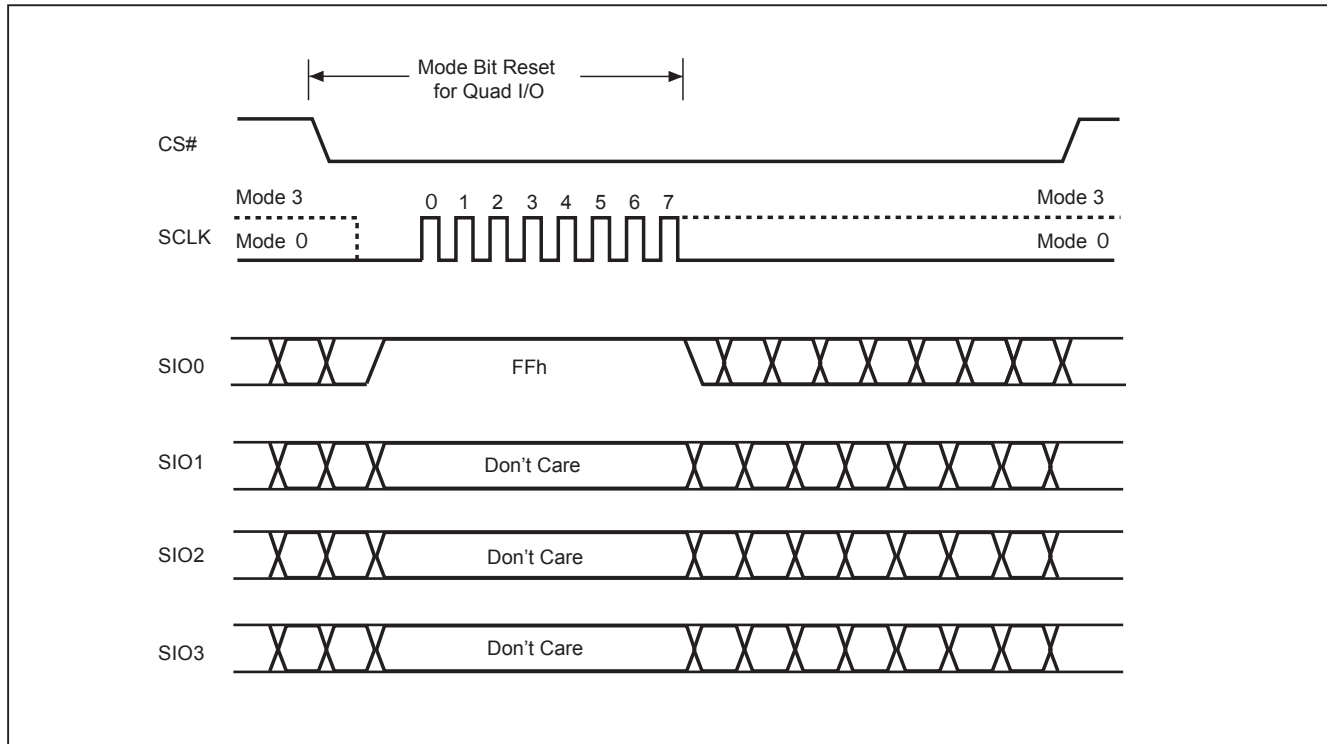 Mode Bit Reset
for Quad I/O
CS#
Mode 3
0 1 2 3 4 5 6 7
Mode 3
SCLK
Mode 0
Mode 0
SIO0
FFh
SIO1
Don't Care
SIO2
Don't Care
SIO3
Don't Care